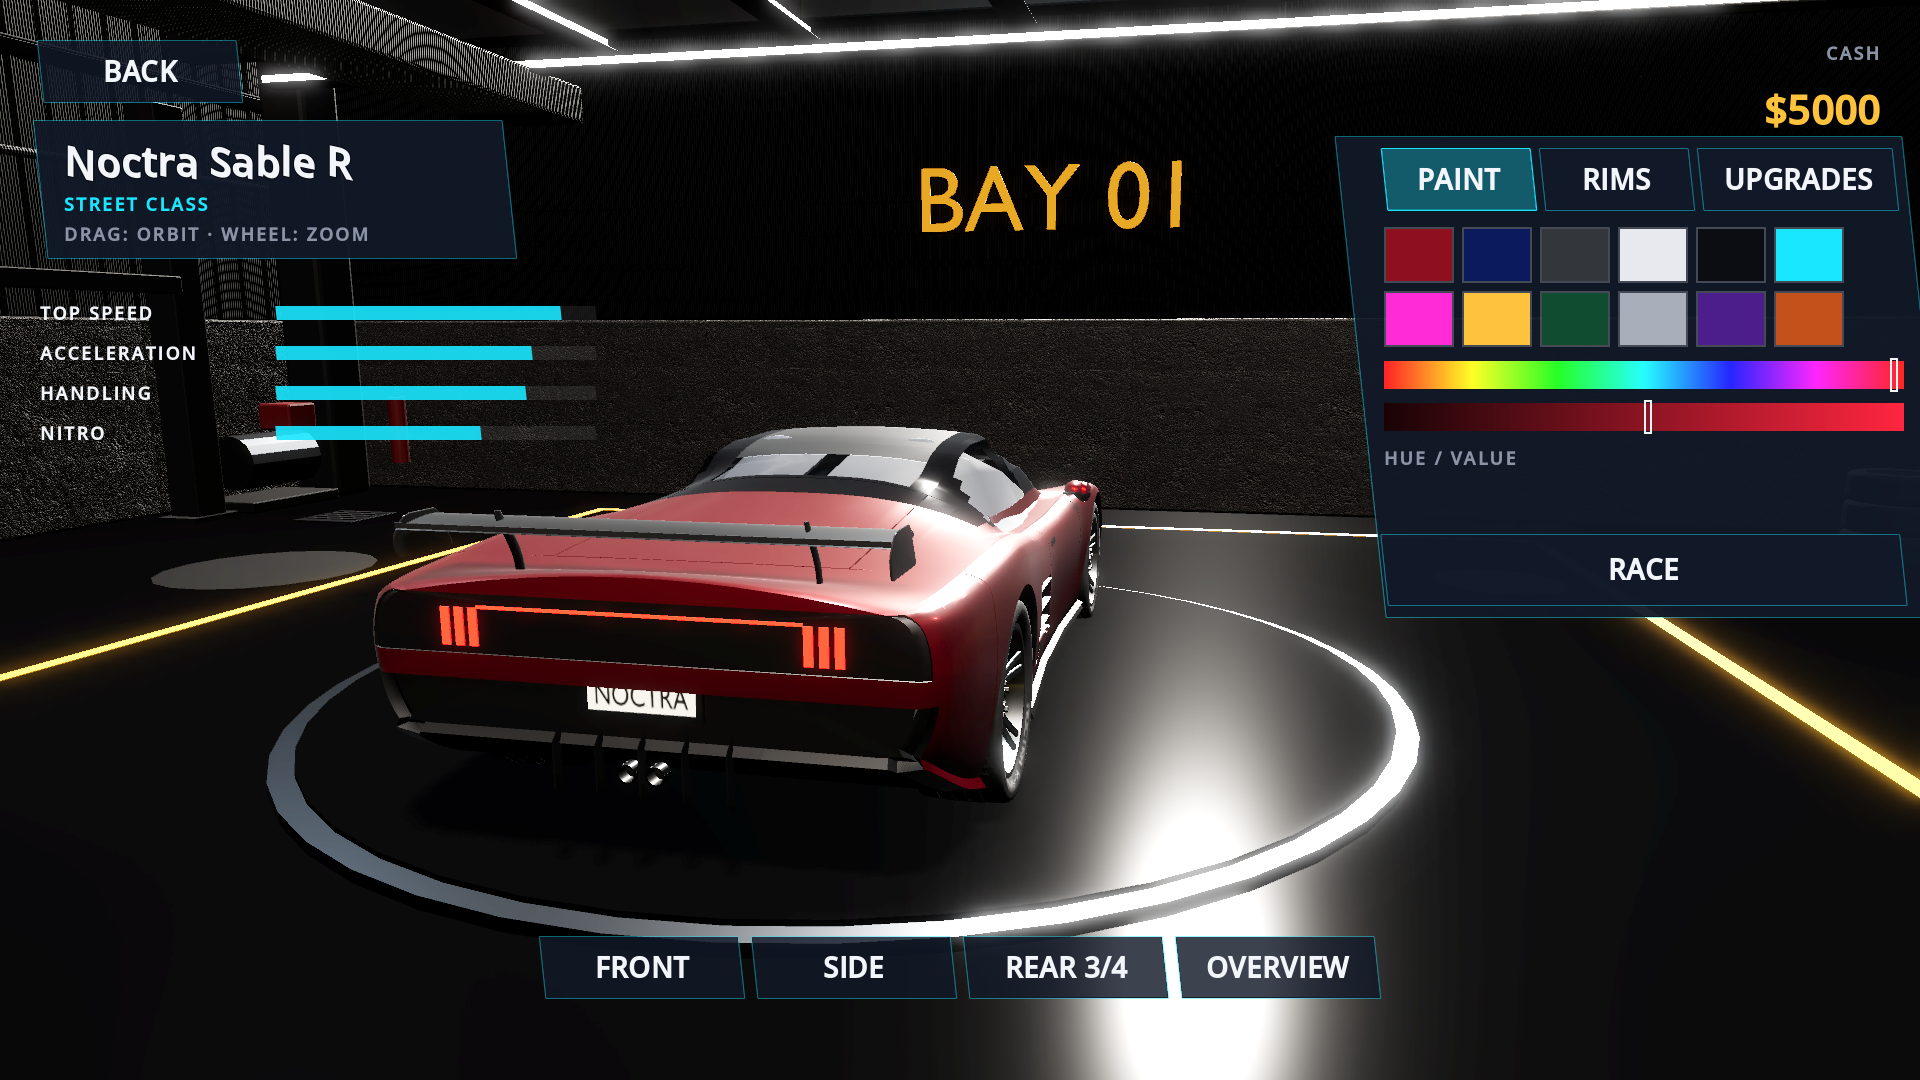 BACK
Noctra Sable R
STREET CLASS
DRAG: ORBIT · WHEEL: ZOOM
TOP SPEED
ACCELERATION
HANDLING
NITRO
BAY 01
CASH
$5000
PAINT RIMS UPGRADES
HUE / VALUE
RACE
NOCTRA
FRONT SIDE REAR 3/4 OVERVIEW